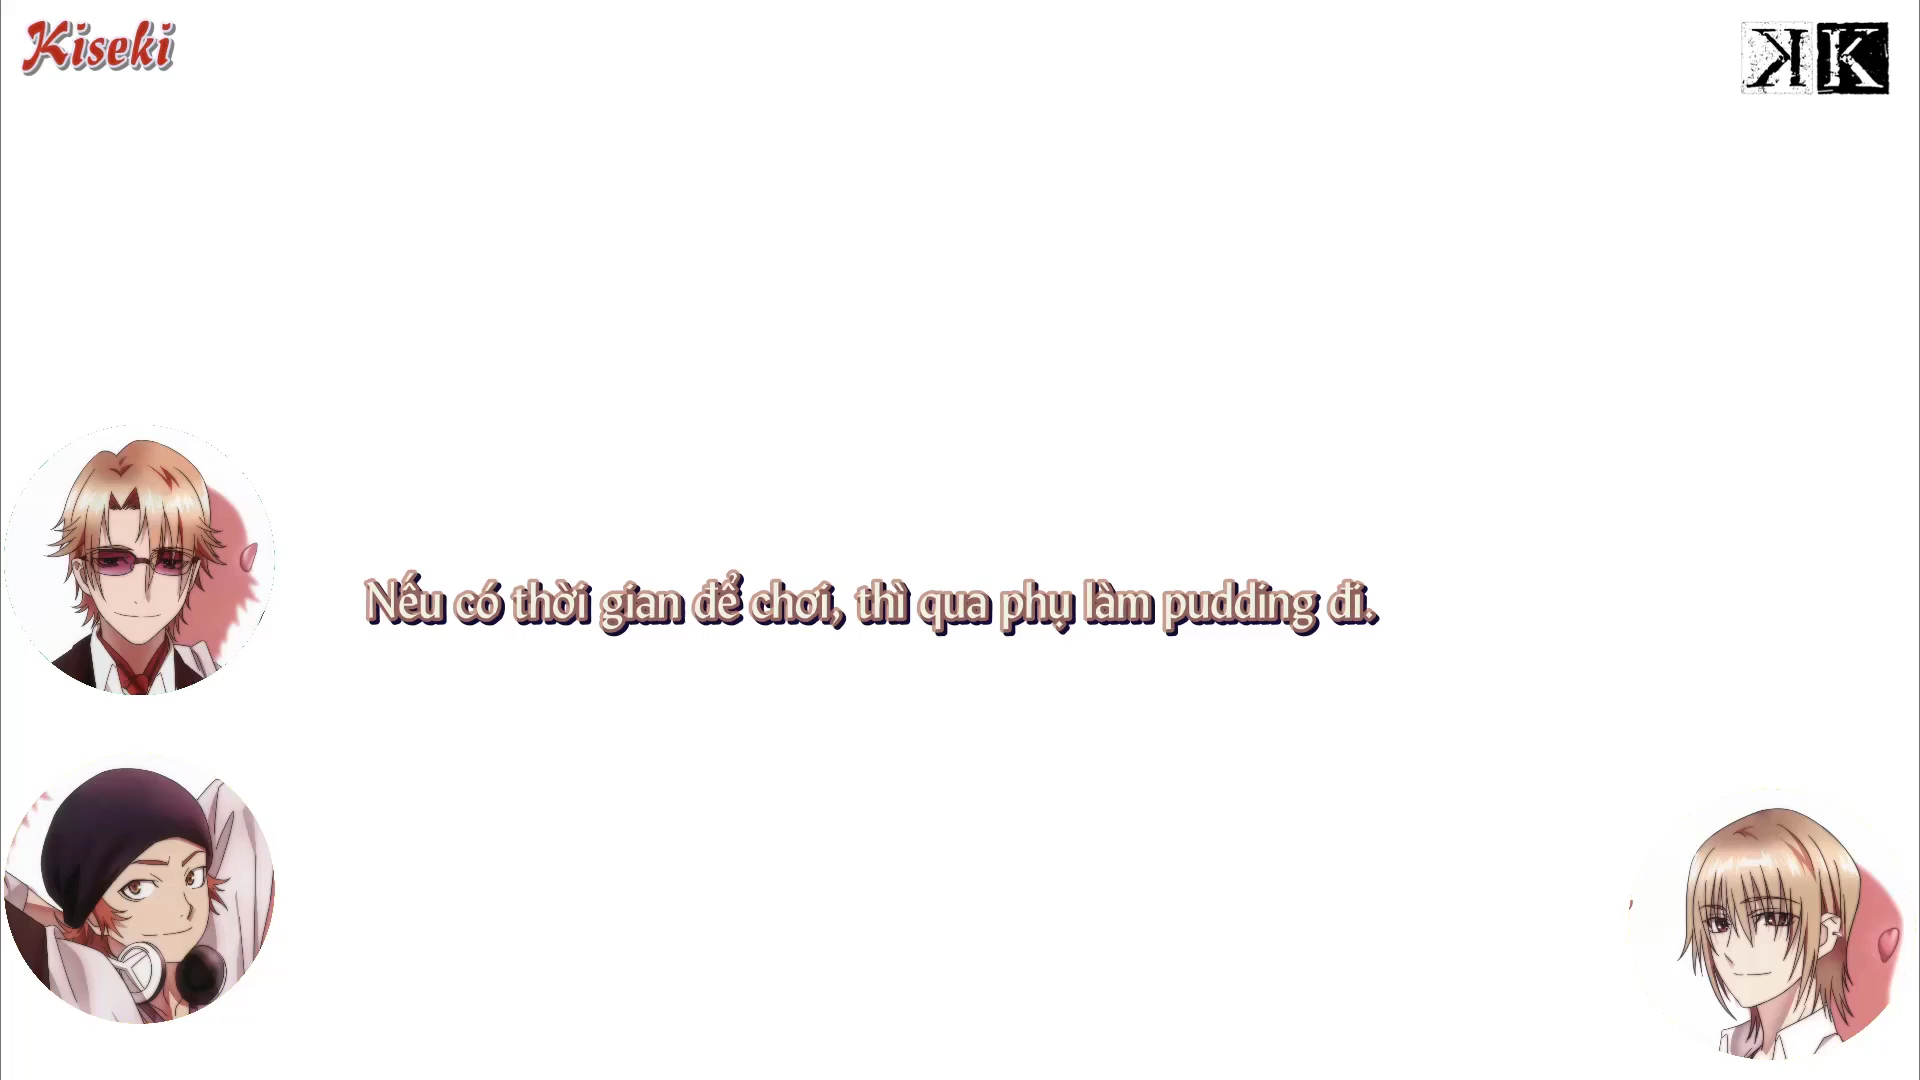 Kiseki
K K
Nếu có thời gian để chơi, thì qua phụ làm pudding đi.